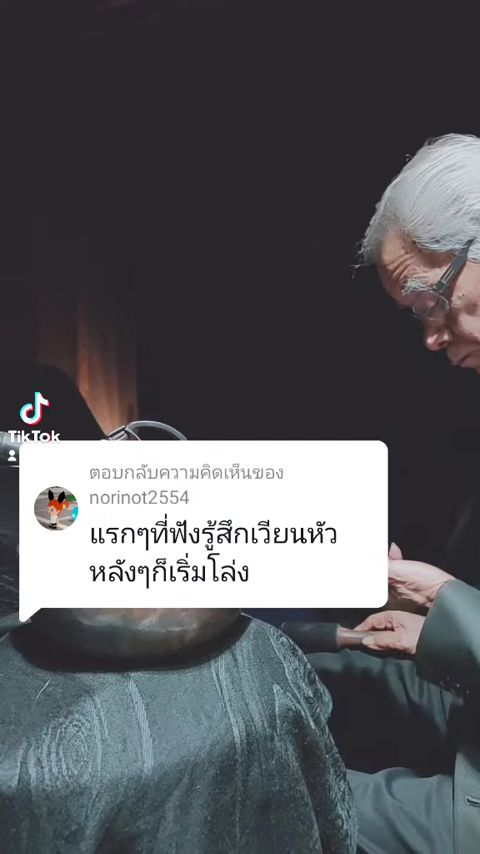 TikTok
ตอบกลับความคิดเห็นของ
norinot2554
แรกๆที่ฟังรู้สึกเวียนหัว
หลังๆก็เริ่มโล่ง